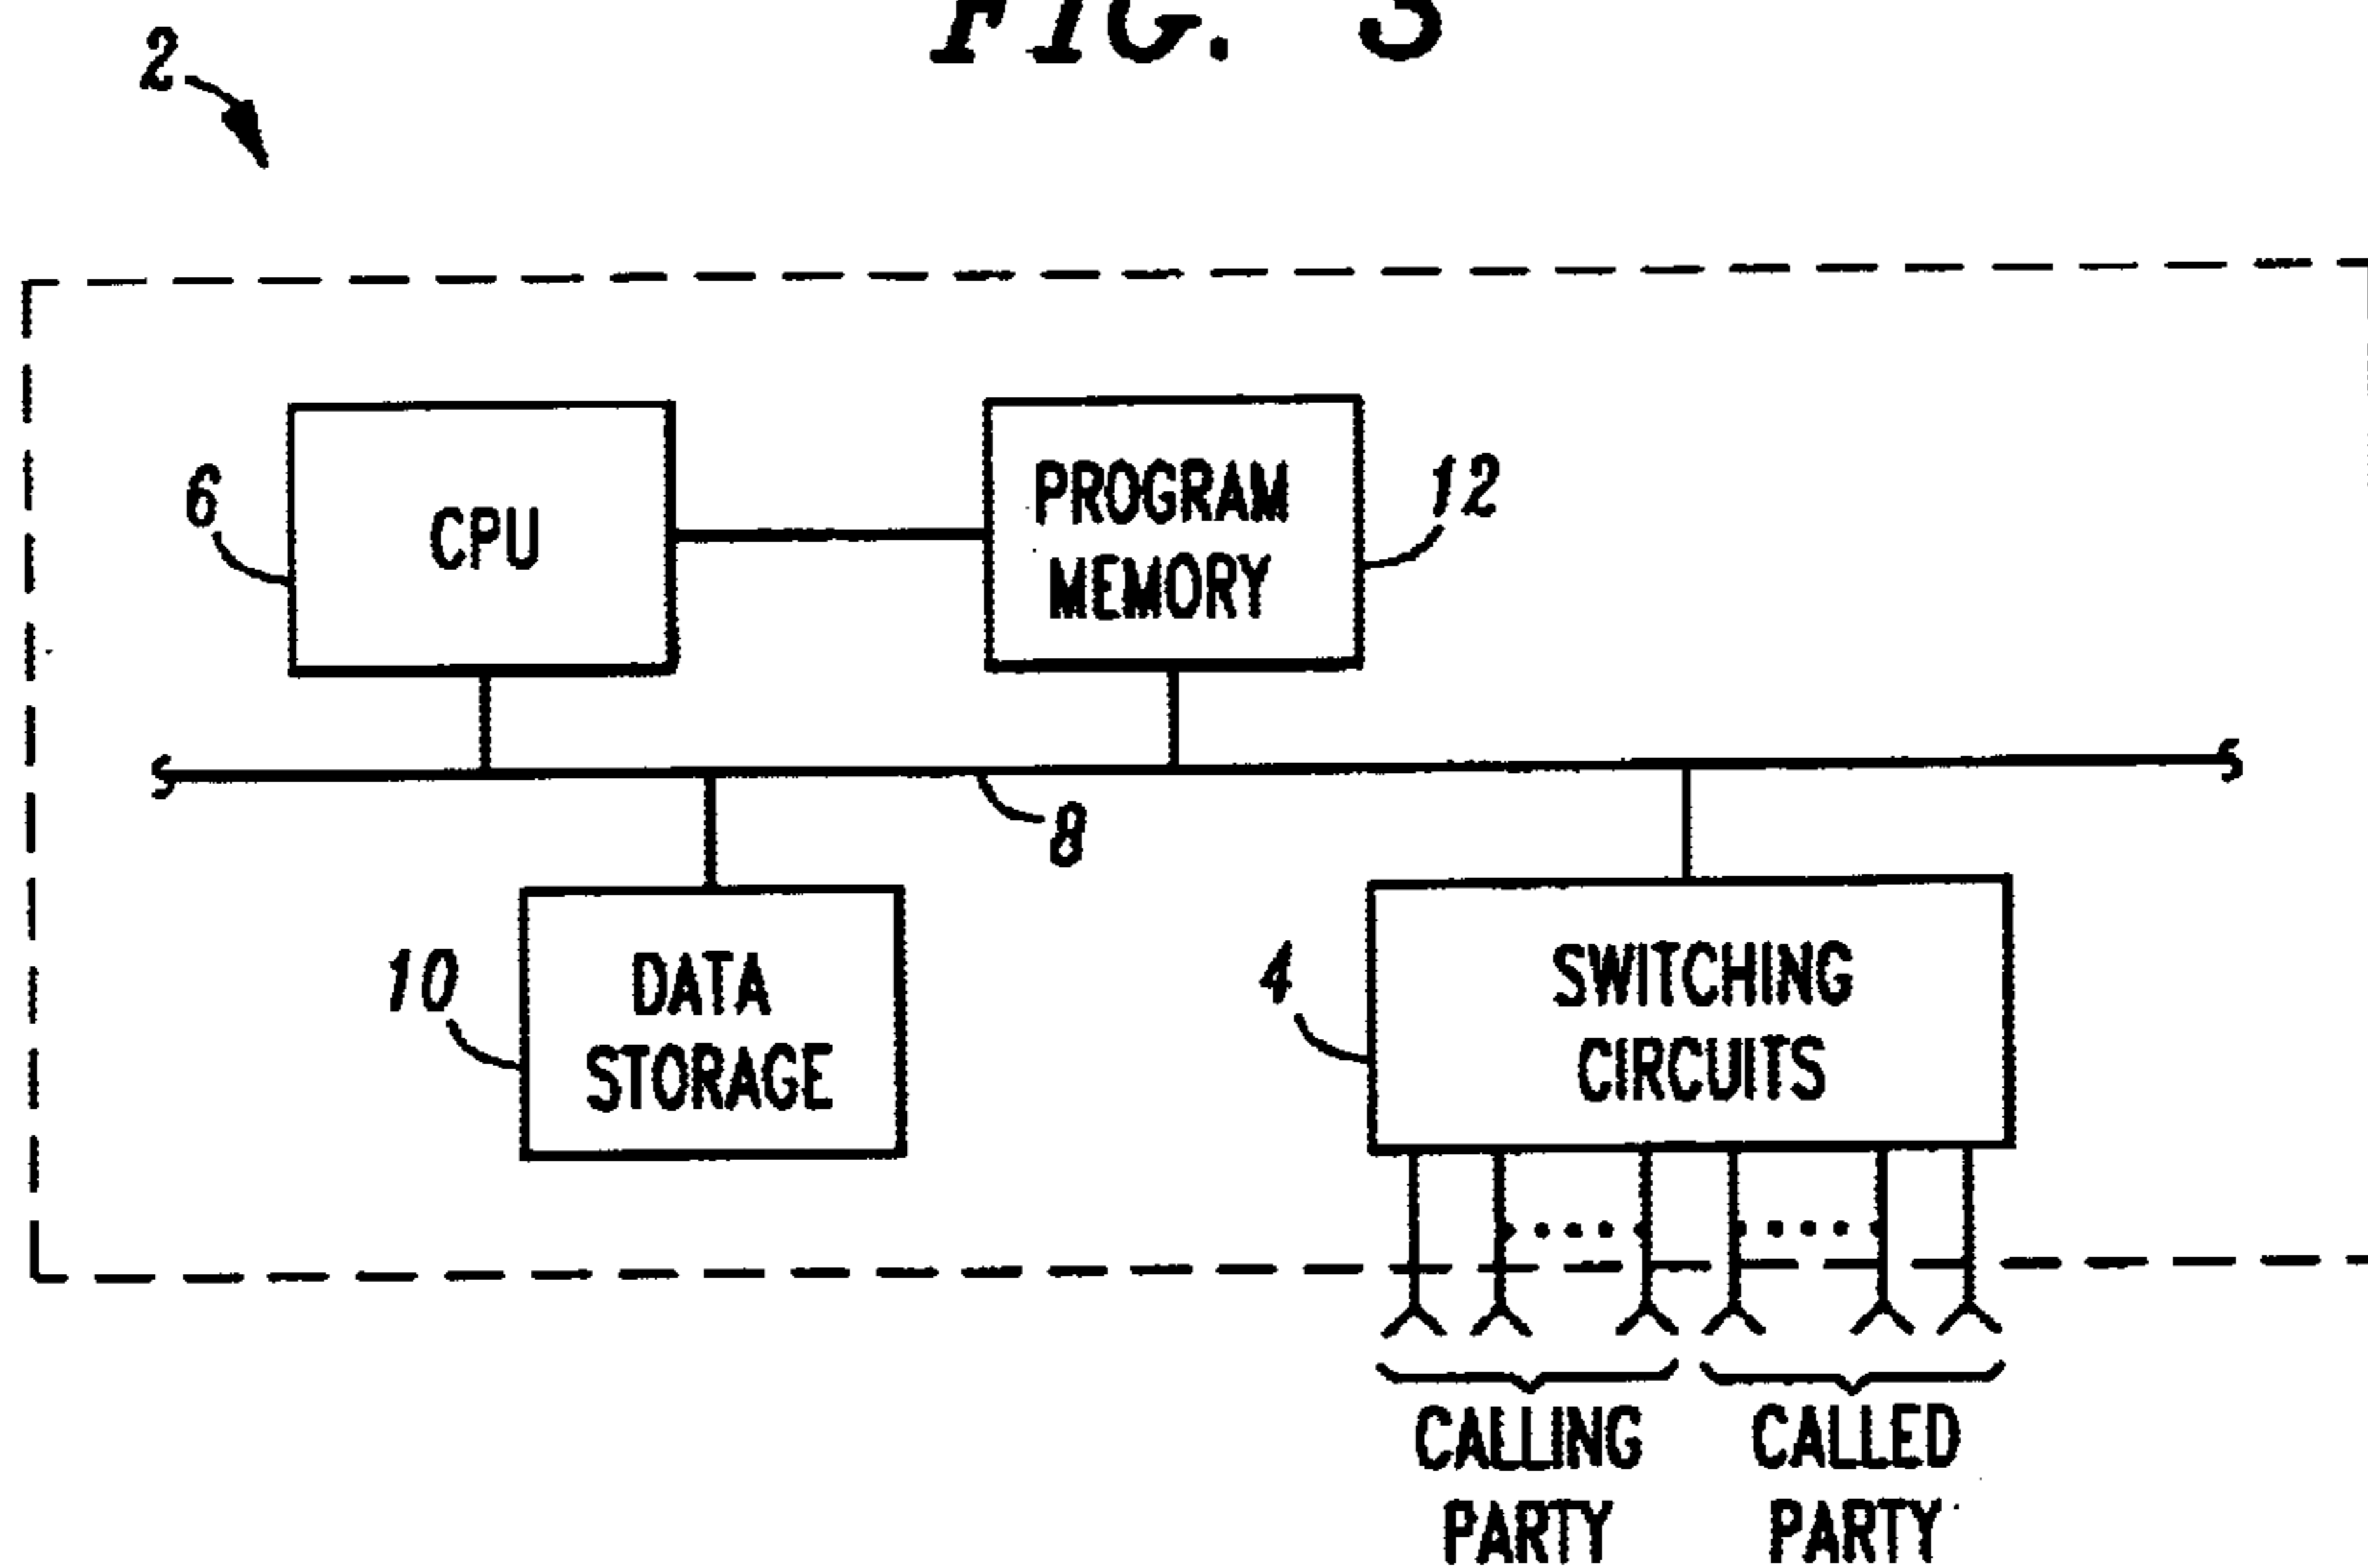 FIG. 3
2
6
CPU
PROGRAM
MEMORY
12
8
10
DATA
STORAGE
4
SWITCHING
CIRCUITS
CALLING
PARTY
CALLED
PARTY